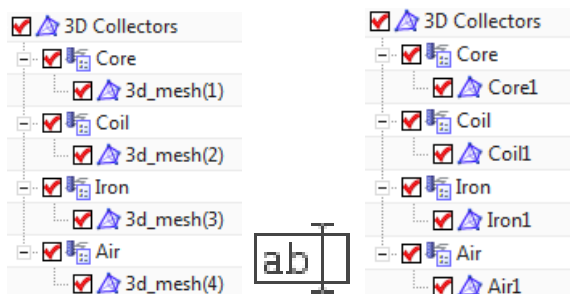 3D Collectors
Core
3d_mesh(1)
Coil
3d_mesh(2)
Iron
3d_mesh(3)
Air
3d_mesh(4)
ab
3D Collectors
Core
Core1
Coil
Coil1
Iron
Iron1
Air
Air1